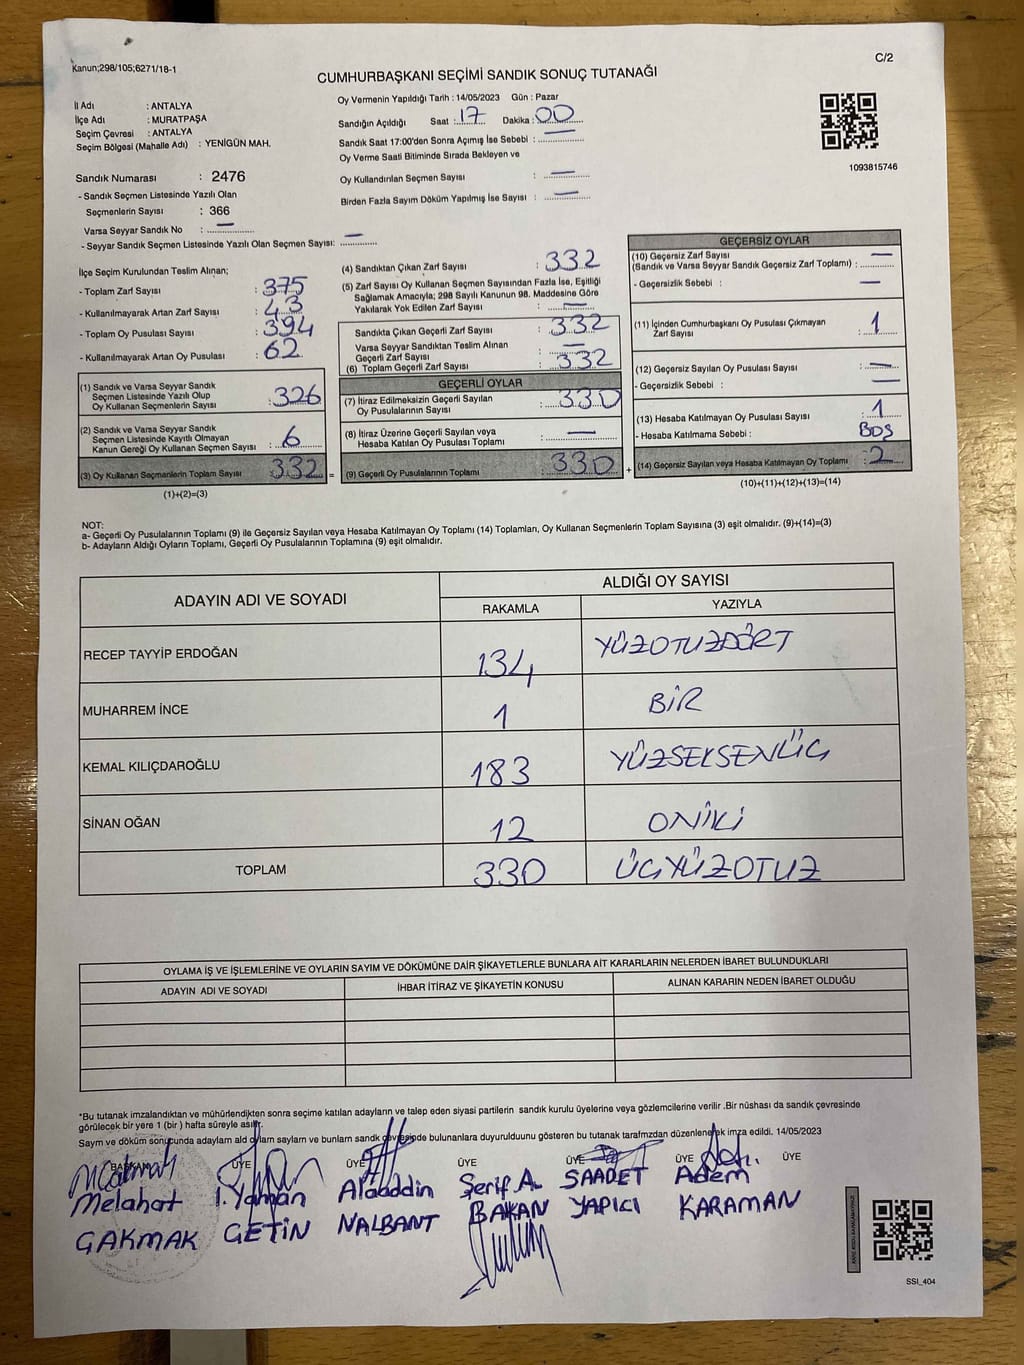 Kanun;298/105;6271/18-1
C/2
CUMHURBAŞKANI SEÇİMİ SANDIK SONUÇ TUTANAĞI
İl Adı : ANTALYA
İlçe Adı : MURATPAŞA
Seçim Çevresi : ANTALYA
Seçim Bölgesi (Mahalle Adı) : YENİGÜN MAH.
Sandık Numarası : 2476
- Sandık Seçmen Listesinde Yazılı Olan
Seçmenlerin Sayısı : 366
Varsa Seyyar Sandık No : —
- Seyyar Sandık Seçmen Listesinde Yazılı Olan Seçmen Sayısı: —
Oy Vermenin Yapıldığı Tarih : 14/05/2023 Gün : Pazar
Sandığın Açıldığı Saat : 17 Dakika : 00
Sandık Saat 17:00'den Sonra Açımış İse Sebebi : —
Oy Verme Saati Bitiminde Sırada Bekleyen ve
Oy Kullandırılan Seçmen Sayısı : —
Birden Fazla Sayım Döküm Yapılmış İse Sayısı : —
1093815746
İlçe Seçim Kurulundan Teslim Alınan;
- Toplam Zarf Sayısı : 375
- Kullanılmayarak Artan Zarf Sayısı : 43
- Toplam Oy Pusulası Sayısı : 394
- Kullanılmayarak Artan Oy Pusulası : 62
(1) Sandık ve Varsa Seyyar Sandık
Seçmen Listesinde Yazılı Olup
Oy Kullanan Seçmenlerin Sayısı : 326
(2) Sandık ve Varsa Seyyar Sandık
Seçmen Listesinde Kayıtlı Olmayan
Kanun Gereği Oy Kullanan Seçmen Sayısı : 6
(3) Oy Kullanan Seçmenlerin Toplam Sayısı : 332 =
(1)+(2)=(3)
(4) Sandıktan Çıkan Zarf Sayısı : 332
(5) Zarf Sayısı Oy Kullanan Seçmen Sayısından Fazla İse, Eşitliği
Sağlamak Amacıyla; 298 Sayılı Kanunun 98. Maddesine Göre
Yakılarak Yok Edilen Zarf Sayısı : —
Sandıkta Çıkan Geçerli Zarf Sayısı : 332
Varsa Seyyar Sandıktan Teslim Alınan
Geçerli Zarf Sayısı : —
(6) Toplam Geçerli Zarf Sayısı : 332
GEÇERLİ OYLAR
(7) İtiraz Edilmeksizin Geçerli Sayılan
Oy Pusulalarının Sayısı : 330
(8) İtiraz Üzerine Geçerli Sayılan veya
Hesaba Katılan Oy Pusulası Toplamı : —
(9) Geçerli Oy Pusulalarının Toplamı : 330 +
GEÇERSİZ OYLAR
(10) Geçersiz Zarf Sayısı
(Sandık ve Varsa Seyyar Sandık Geçersiz Zarf Toplamı) : —
- Geçersizlik Sebebi : —
(11) İçinden Cumhurbaşkanı Oy Pusulası Çıkmayan
Zarf Sayısı : 1
(12) Geçersiz Sayılan Oy Pusulası Sayısı : —
- Geçersizlik Sebebi : —
(13) Hesaba Katılmayan Oy Pusulası Sayısı : 1
- Hesaba Katılmama Sebebi : BOŞ
(14) Geçersiz Sayılan veya Hesaba Katılmayan Oy Toplamı : 2
(10)+(11)+(12)+(13)=(14)
NOT:
a- Geçerli Oy Pusulalarının Toplamı (9) ile Geçersiz Sayılan veya Hesaba Katılmayan Oy Toplamı (14) Toplamları, Oy Kullanan Seçmenlerin Toplam Sayısına (3) eşit olmalıdır. (9)+(14)=(3)
b- Adayların Aldığı Oyların Toplamı, Geçerli Oy Pusulalarının Toplamına (9) eşit olmalıdır.
ADAYIN ADI VE SOYADI
ALDIĞI OY SAYISI
RAKAMLA YAZIYLA
RECEP TAYYİP ERDOĞAN 134 YÜZOTUZDÖRT
MUHARREM İNCE 1 BİR
KEMAL KILIÇDAROĞLU 183 YÜZSEKSENÜÇ
SİNAN OĞAN 12 ONİKİ
TOPLAM 330 ÜÇYÜZOTUZ
OYLAMA İŞ VE İŞLEMLERİNE VE OYLARIN SAYIM VE DÖKÜMÜNE DAİR ŞİKAYETLERLE BUNLARA AİT KARARLARIN NELERDEN İBARET BULUNDUKLARI
ADAYIN ADI VE SOYADI İHBAR İTİRAZ VE ŞİKAYETİN KONUSU ALINAN KARARIN NEDEN İBARET OLDUĞU
*Bu tutanak imzalandıktan ve mühürlendikten sonra seçime katılan adayların ve talep eden siyasi partilerin sandık kurulu üyelerine veya gözlemcilerine verilir .Bir nüshası da sandık çevresinde
görülecek bir yere 1 (bir ) hafta süreyle asılır.
Sayım ve döküm sonucunda adayların ald oyların sayların ve bunların sandık çevresinde bulunanlara duyurulduunu gösteren bu tutanak tarafmzdan düzenlenerek imza edildi. 14/05/2023
BAŞKAN ÜYE ÜYE ÜYE ÜYE ÜYE ÜYE
Melahat İ. Yaman Alaaddin Şerif A. SAADET Adem
ÇAKMAK ÇETİN NALBANT BAKAN YAPICI KARAMAN
SSI_404